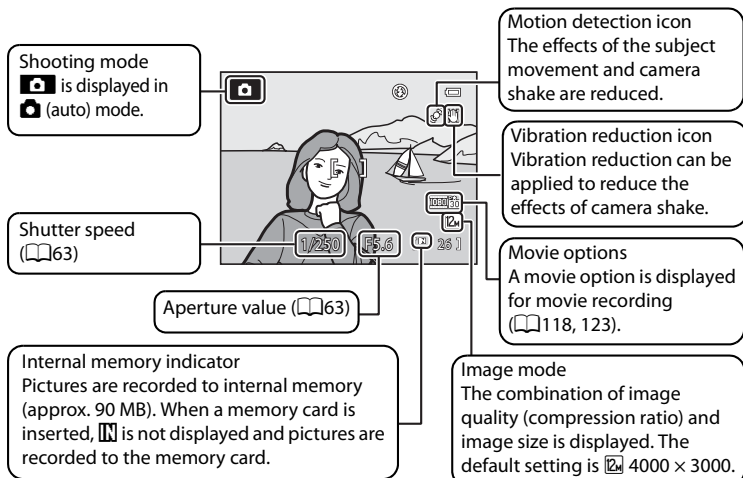 Shooting mode
is displayed in
(auto) mode.
Motion detection icon
The effects of the subject
movement and camera
shake are reduced.
Vibration reduction icon
Vibration reduction can be
applied to reduce the
effects of camera shake.
Shutter speed
(63)
Aperture value (63)
1/250
F5.6
IN
26
1080 30
12M
Movie options
A movie option is displayed
for movie recording
(118, 123).
Internal memory indicator
Pictures are recorded to internal memory
(approx. 90 MB). When a memory card is
inserted, IN is not displayed and pictures are
recorded to the memory card.
Image mode
The combination of image
quality (compression ratio) and
image size is displayed. The
default setting is 12M 4000 × 3000.